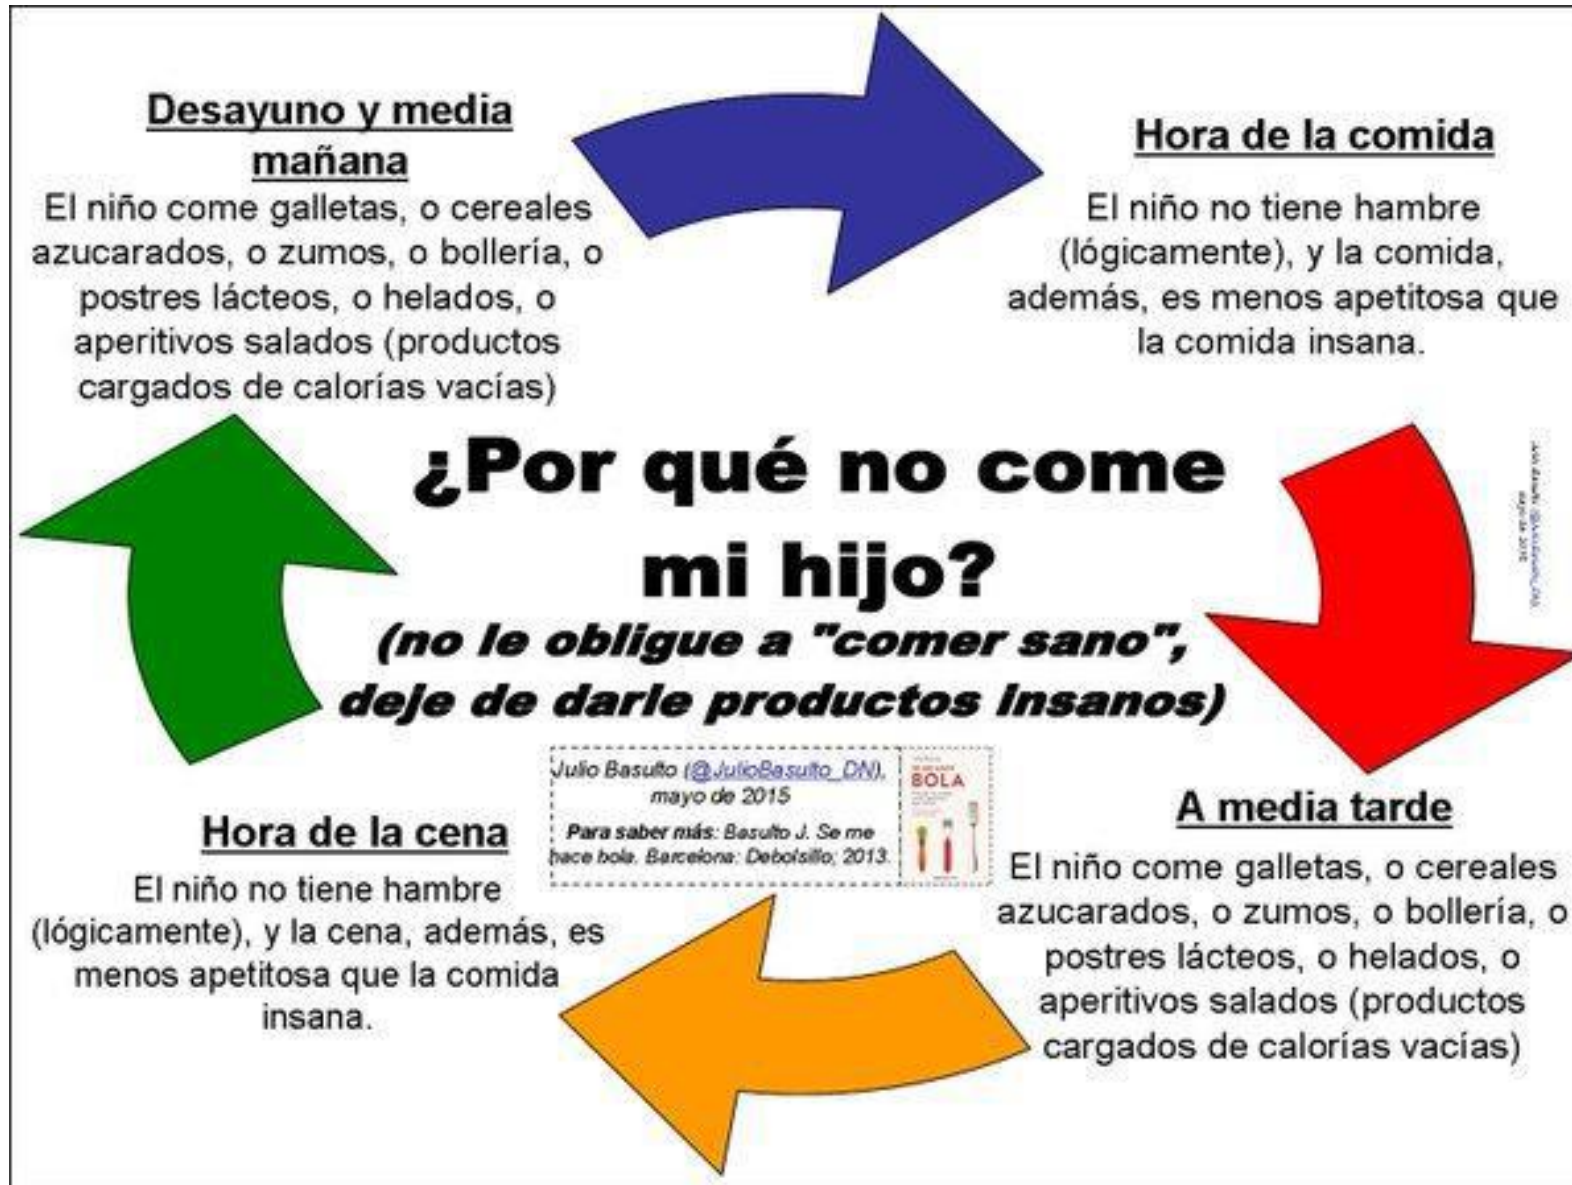 Desayuno y media
mañana
El niño come galletas, o cereales
azucarados, o zumos, o bollería, o
postres lácteos, o helados, o
aperitivos salados (productos
cargados de calorías vacías)
Hora de la comida
El niño no tiene hambre
(lógicamente), y la comida,
además, es menos apetitosa que
la comida insana.
¿Por qué no come
mi hijo?
(no le obligue a "comer sano",
deje de darle productos insanos)
Julio Basulto (@JulioBasulto_DN),
mayo de 2015
Para saber más: Basulto J. Se me
hace bola. Barcelona: Debolsillo; 2013.
BOLA
A media tarde
El niño come galletas, o cereales
azucarados, o zumos, o bollería, o
postres lácteos, o helados, o
aperitivos salados (productos
cargados de calorías vacías)
Hora de la cena
El niño no tiene hambre
(lógicamente), y la cena, además, es
menos apetitosa que la comida
insana.